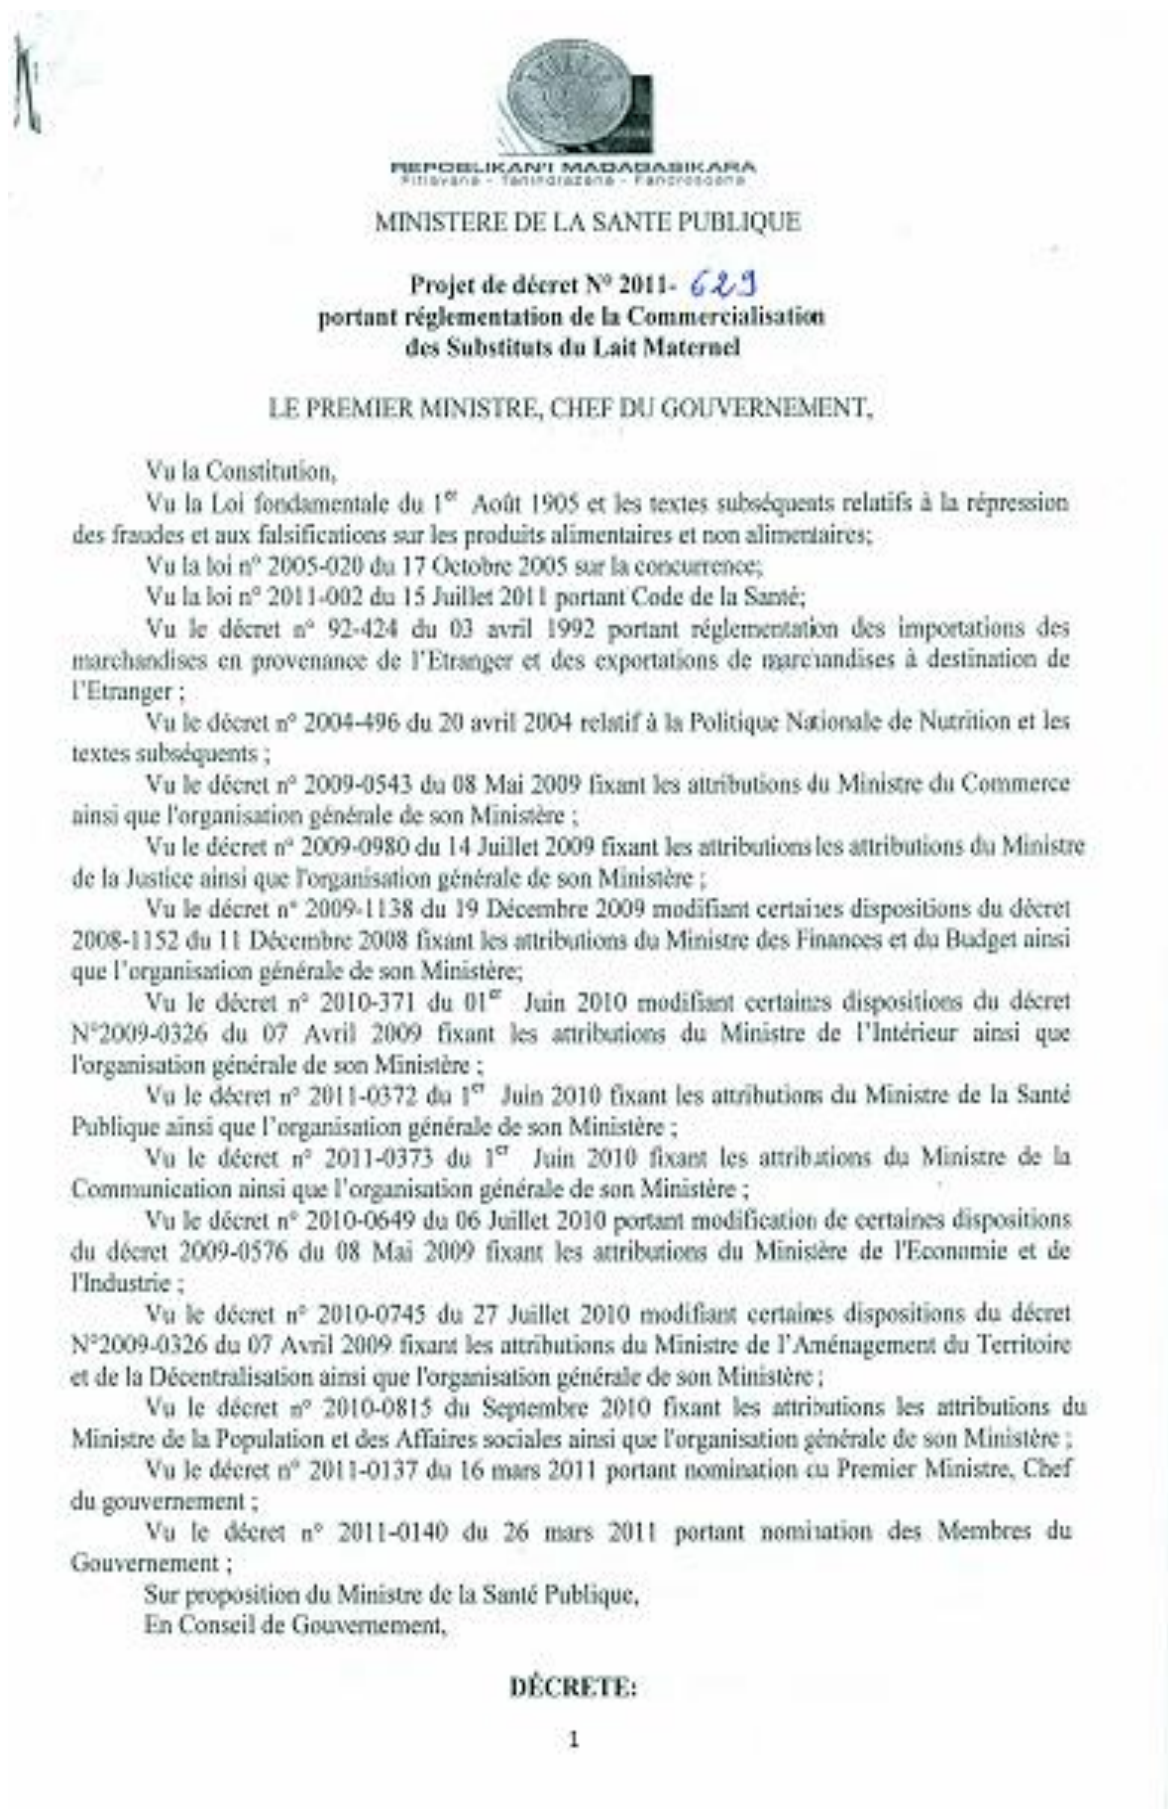 REPOBLIKAN'I MADAGASIKARA
Fitiavana - Tanindrazana - Fandrosoana
MINISTERE DE LA SANTE PUBLIQUE
Projet de décret N° 2011- 629
portant réglementation de la Commercialisation
des Substituts du Lait Maternel
LE PREMIER MINISTRE, CHEF DU GOUVERNEMENT,
Vu la Constitution,
Vu la Loi fondamentale du 1er Août 1905 et les textes subséquents relatifs à la répression
des fraudes et aux falsifications sur les produits alimentaires et non alimentaires;
Vu la loi n° 2005-020 du 17 Octobre 2005 sur la concurrence;
Vu la loi n° 2011-002 du 15 Juillet 2011 portant Code de la Santé;
Vu le décret n° 92-424 du 03 avril 1992 portant réglementation des importations des
marchandises en provenance de l'Etranger et des exportations de marchandises à destination de
l'Etranger ;
Vu le décret n° 2004-496 du 20 avril 2004 relatif à la Politique Nationale de Nutrition et les
textes subséquents ;
Vu le décret n° 2009-0543 du 08 Mai 2009 fixant les attributions du Ministre du Commerce
ainsi que l'organisation générale de son Ministère ;
Vu le décret n° 2009-0980 du 14 Juillet 2009 fixant les attributions les attributions du Ministre
de la Justice ainsi que l'organisation générale de son Ministère ;
Vu le décret n° 2009-1138 du 19 Décembre 2009 modifiant certaines dispositions du décret
2008-1152 du 11 Décembre 2008 fixant les attributions du Ministre des Finances et du Budget ainsi
que l'organisation générale de son Ministère;
Vu le décret n° 2010-371 du 01er Juin 2010 modifiant certaines dispositions du décret
N°2009-0326 du 07 Avril 2009 fixant les attributions du Ministre de l'Intérieur ainsi que
l'organisation générale de son Ministère ;
Vu le décret n° 2011-0372 du 1er Juin 2010 fixant les attributions du Ministre de la Santé
Publique ainsi que l'organisation générale de son Ministère ;
Vu le décret n° 2011-0373 du 1er Juin 2010 fixant les attributions du Ministre de la
Communication ainsi que l'organisation générale de son Ministère ;
Vu le décret n° 2010-0649 du 06 Juillet 2010 portant modification de certaines dispositions
du décret 2009-0576 du 08 Mai 2009 fixant les attributions du Ministère de l'Economie et de
l'Industrie ;
Vu le décret n° 2010-0745 du 27 Juillet 2010 modifiant certaines dispositions du décret
N°2009-0326 du 07 Avril 2009 fixant les attributions du Ministre de l'Aménagement du Territoire
et de la Décentralisation ainsi que l'organisation générale de son Ministère ;
Vu le décret n° 2010-0815 du Septembre 2010 fixant les attributions les attributions du
Ministre de la Population et des Affaires sociales ainsi que l'organisation générale de son Ministère ;
Vu le décret n° 2011-0137 du 16 mars 2011 portant nomination du Premier Ministre, Chef
du gouvernement ;
Vu le décret n° 2011-0140 du 26 mars 2011 portant nomination des Membres du
Gouvernement ;
Sur proposition du Ministre de la Santé Publique,
En Conseil de Gouvernement,
DÉCRETE:
1